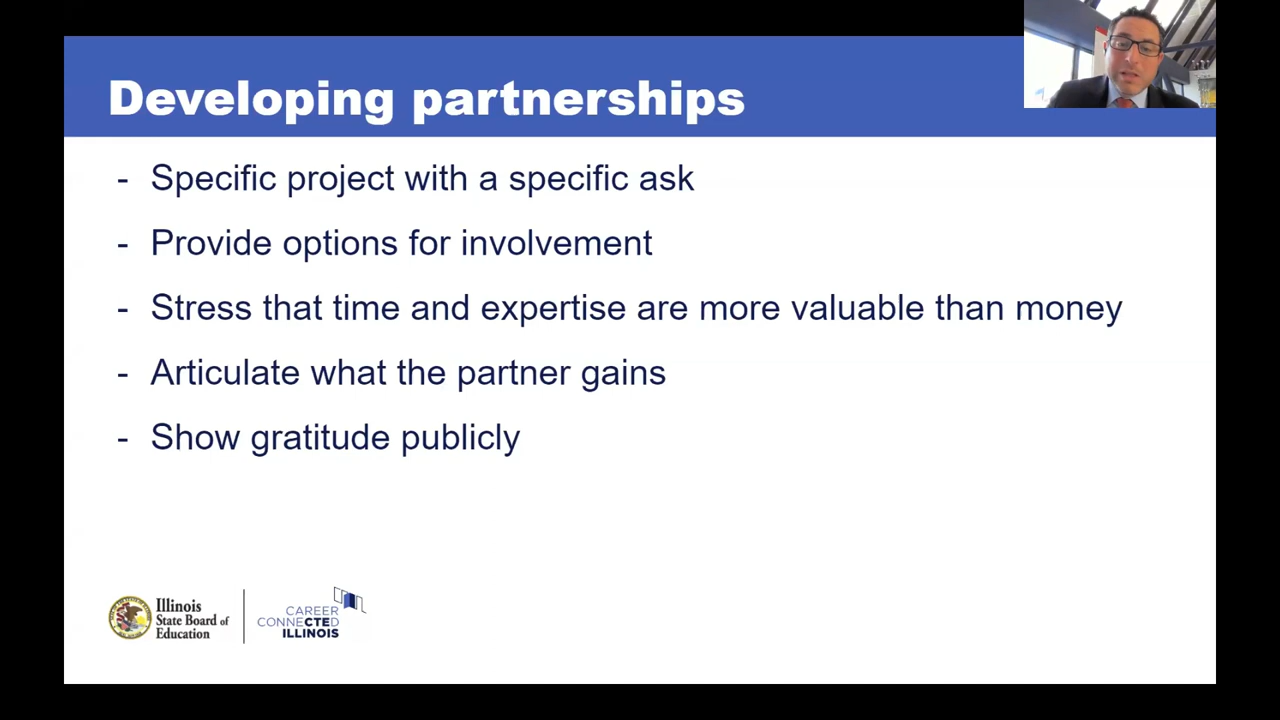 Developing partnerships
- Specific project with a specific ask
- Provide options for involvement
- Stress that time and expertise are more valuable than money
- Articulate what the partner gains
- Show gratitude publicly
Illinois
State Board of
Education
CAREER
CONNECTED
ILLINOIS